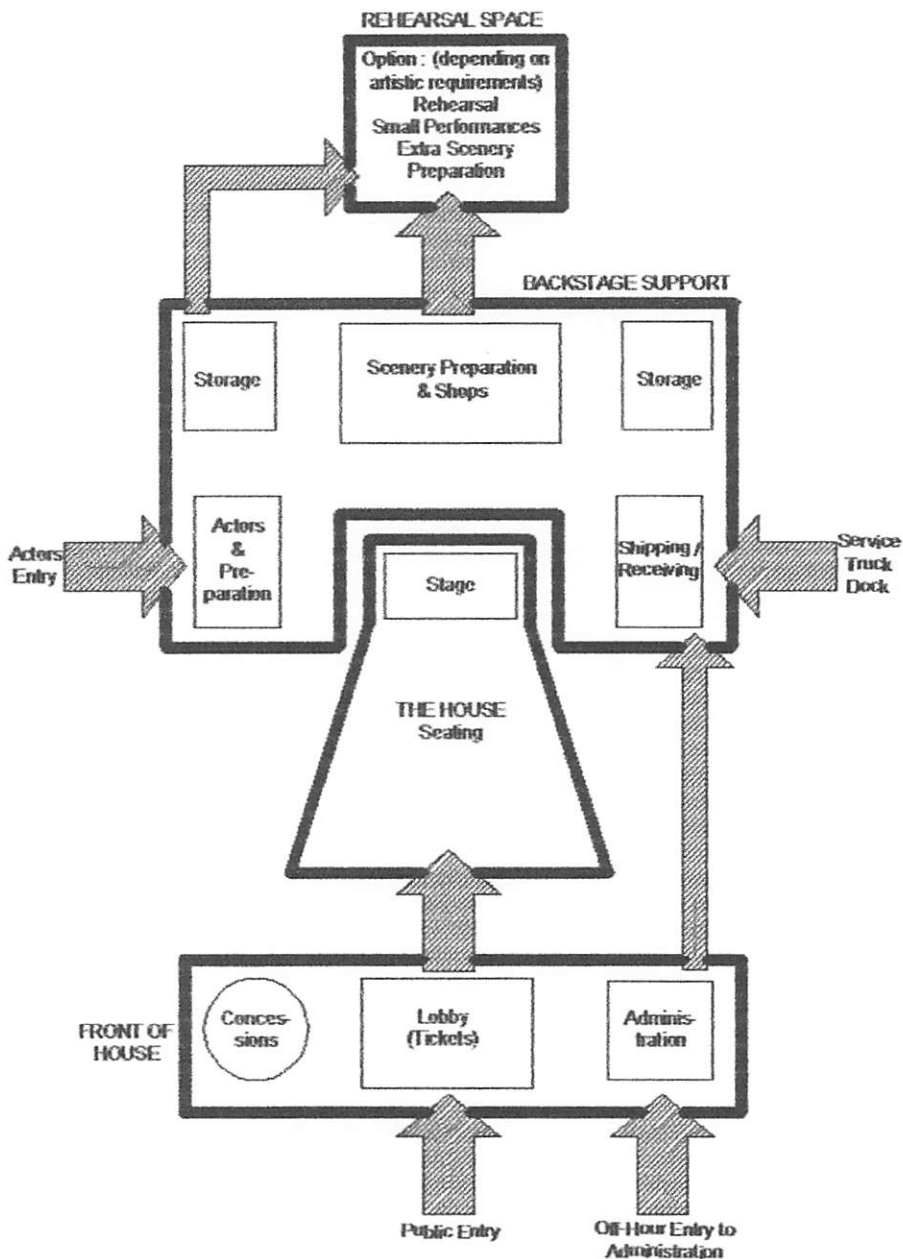 REHEARSAL SPACE
Option : (depending on
artistic requirements)
Rehearsal
Small Performances
Extra Scenery
Preparation
BACKSTAGE SUPPORT
Storage
Scenery Preparation
& Shops
Storage
Actors
Entry
Actors
&
Pre-
paration
Stage
Shipping /
Receiving
Service
Truck
Dock
THE HOUSE
Seating
FRONT OF
HOUSE
Conces-
sions
Lobby
(Tickets)
Adminis-
tration
Public Entry
Off-Hour Entry to
Administration